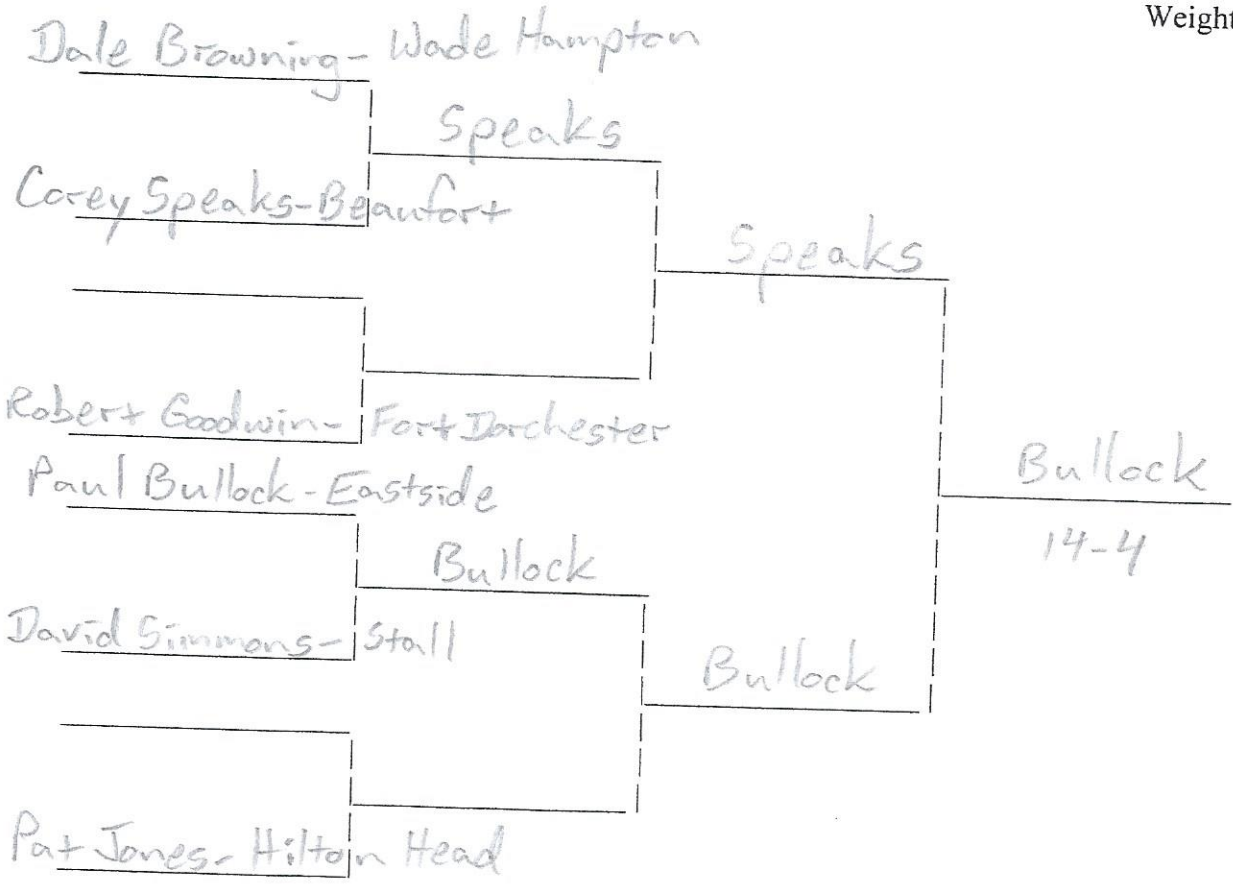 Weight
Dale Browning - Wade Hampton
Speaks
Corey Speaks - Beaufort
Speaks
Robert Goodwin - Fort Dorchester
Paul Bullock - Eastside
Bullock
14-4
Bullock
David Simmons - Stall
Bullock
Pat Jones - Hilton Head